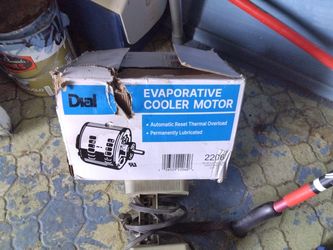 Dial
EVAPORATIVE
COOLER MOTOR
• Automatic Reset Thermal Overload
• Permanently Lubricated